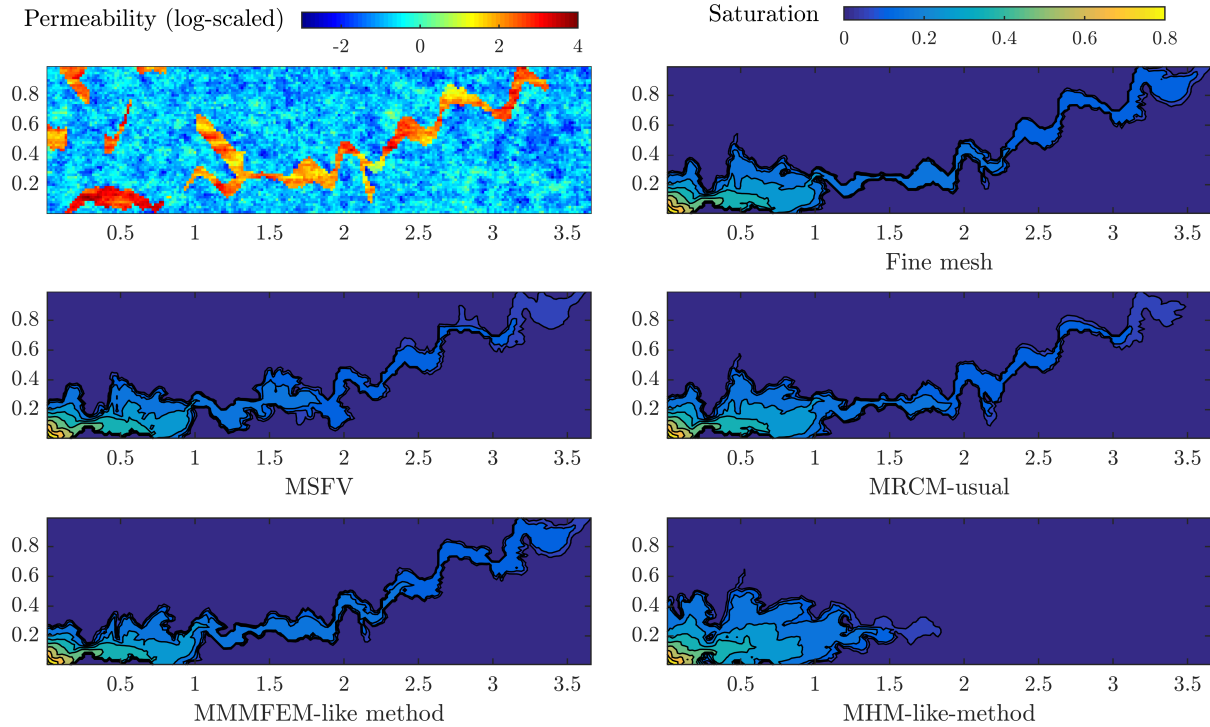 Permeability (log-scaled)
-2 0 2 4
Saturation
0 0.2 0.4 0.6 0.8
0.8
0.6
0.4
0.2
0.5 1 1.5 2 2.5 3 3.5
0.8
0.6
0.4
0.2
0.5 1 1.5 2 2.5 3 3.5
Fine mesh
0.8
0.6
0.4
0.2
0.5 1 1.5 2 2.5 3 3.5
MSFV
0.8
0.6
0.4
0.2
0.5 1 1.5 2 2.5 3 3.5
MRCM-usual
0.8
0.6
0.4
0.2
0.5 1 1.5 2 2.5 3 3.5
MMMFEM-like method
0.8
0.6
0.4
0.2
0.5 1 1.5 2 2.5 3 3.5
MHM-like-method